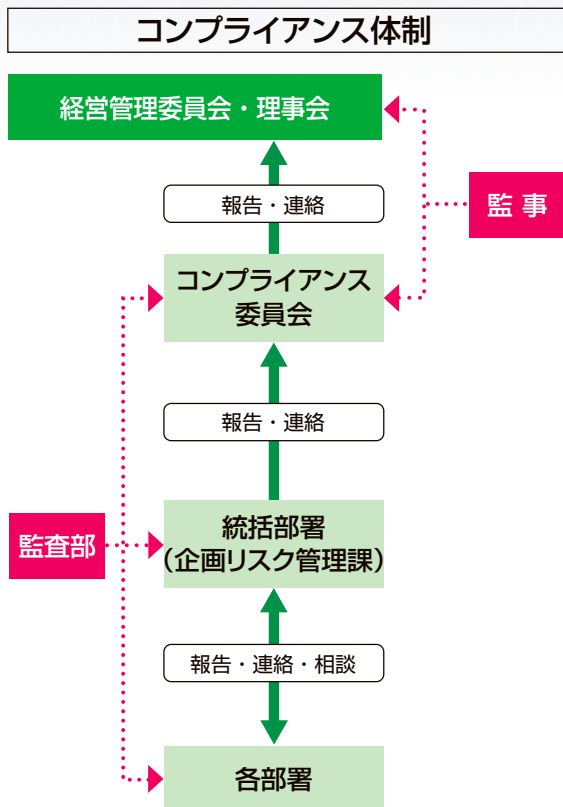 コンプライアンス体制
経営管理委員会・理事会
報告・連絡
監 事
コンプライアンス
委員会
報告・連絡
監査部
統括部署
（企画リスク管理課）
報告・連絡・相談
各部署